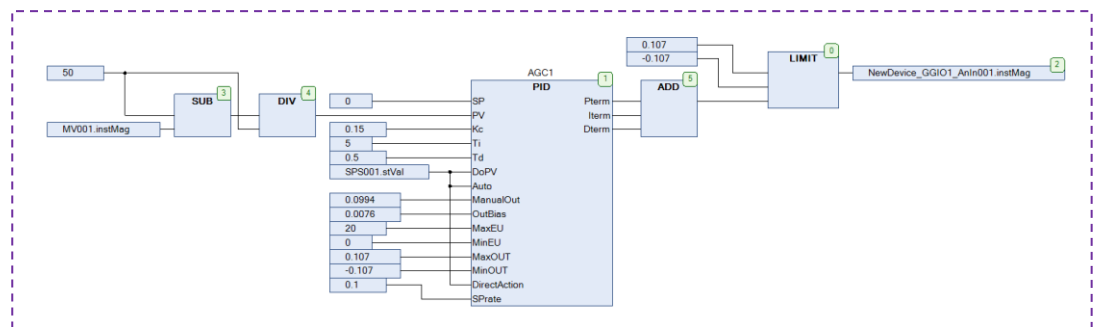 0.107
-0.107
0
LIMIT
2
NewDevice_GGIO1_AnIn001.instMag
50
AGC1
1
PID
5
ADD
3
SUB
4
DIV
MV001.instMag
0
SP
Pterm
PV
Iterm
0.15
Kc
Dterm
5
Ti
0.5
Td
SPS001.stVal
DoPV
Auto
0.0994
ManualOut
0.0076
OutBias
20
MaxEU
0
MinEU
0.107
MaxOUT
-0.107
MinOUT
DirectAction
0.1
SPrate